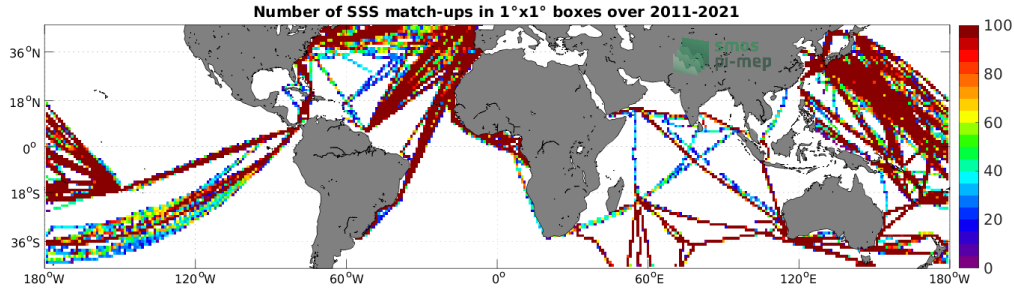 Number of SSS match-ups in 1°x1° boxes over 2011-2021
36°N
18°N
0°
18°S
36°S
180°W
120°W
60°W
0°
60°E
120°E
180°W
smos
pi-mep
100
80
60
40
20
0